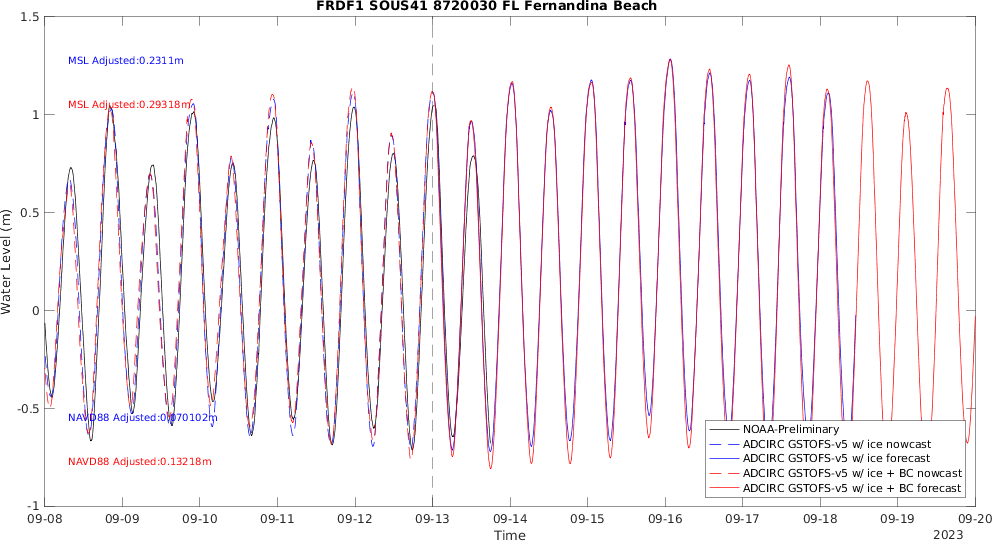 FRDF1 SOUS41 8720030 FL Fernandina Beach
1.5
1
0.5
0
-0.5
-1
Water Level (m)
MSL Adjusted:0.2311m
MSL Adjusted:0.29318m
NAVD88 Adjusted:0.070102m
NAVD88 Adjusted:0.13218m
NOAA-Preliminary
ADCIRC GSTOFS-v5 w/ ice nowcast
ADCIRC GSTOFS-v5 w/ ice forecast
ADCIRC GSTOFS-v5 w/ ice + BC nowcast
ADCIRC GSTOFS-v5 w/ ice + BC forecast
09-08 09-09 09-10 09-11 09-12 09-13 09-14 09-15 09-16 09-17 09-18 09-19 09-20
Time
2023